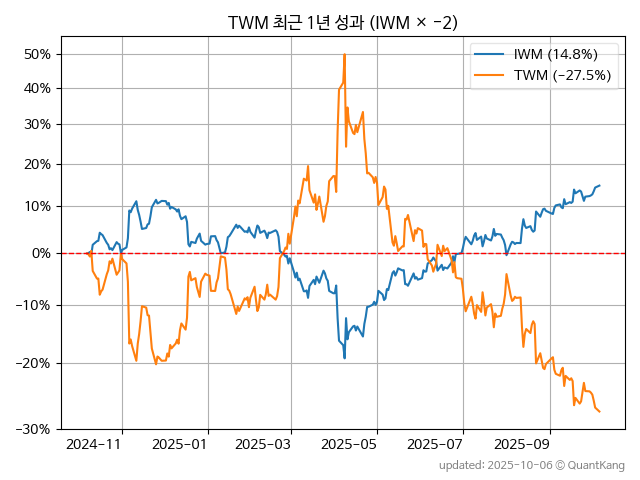 TWM 최근 1년 성과 (IWM × −2)
IWM (14.8%)
TWM (−27.5%)
50%
40%
30%
20%
10%
0%
−10%
−20%
−30%
2024−11 2025−01 2025−03 2025−05 2025−07 2025−09
updated: 2025-10-06 ⓒ QuantKang